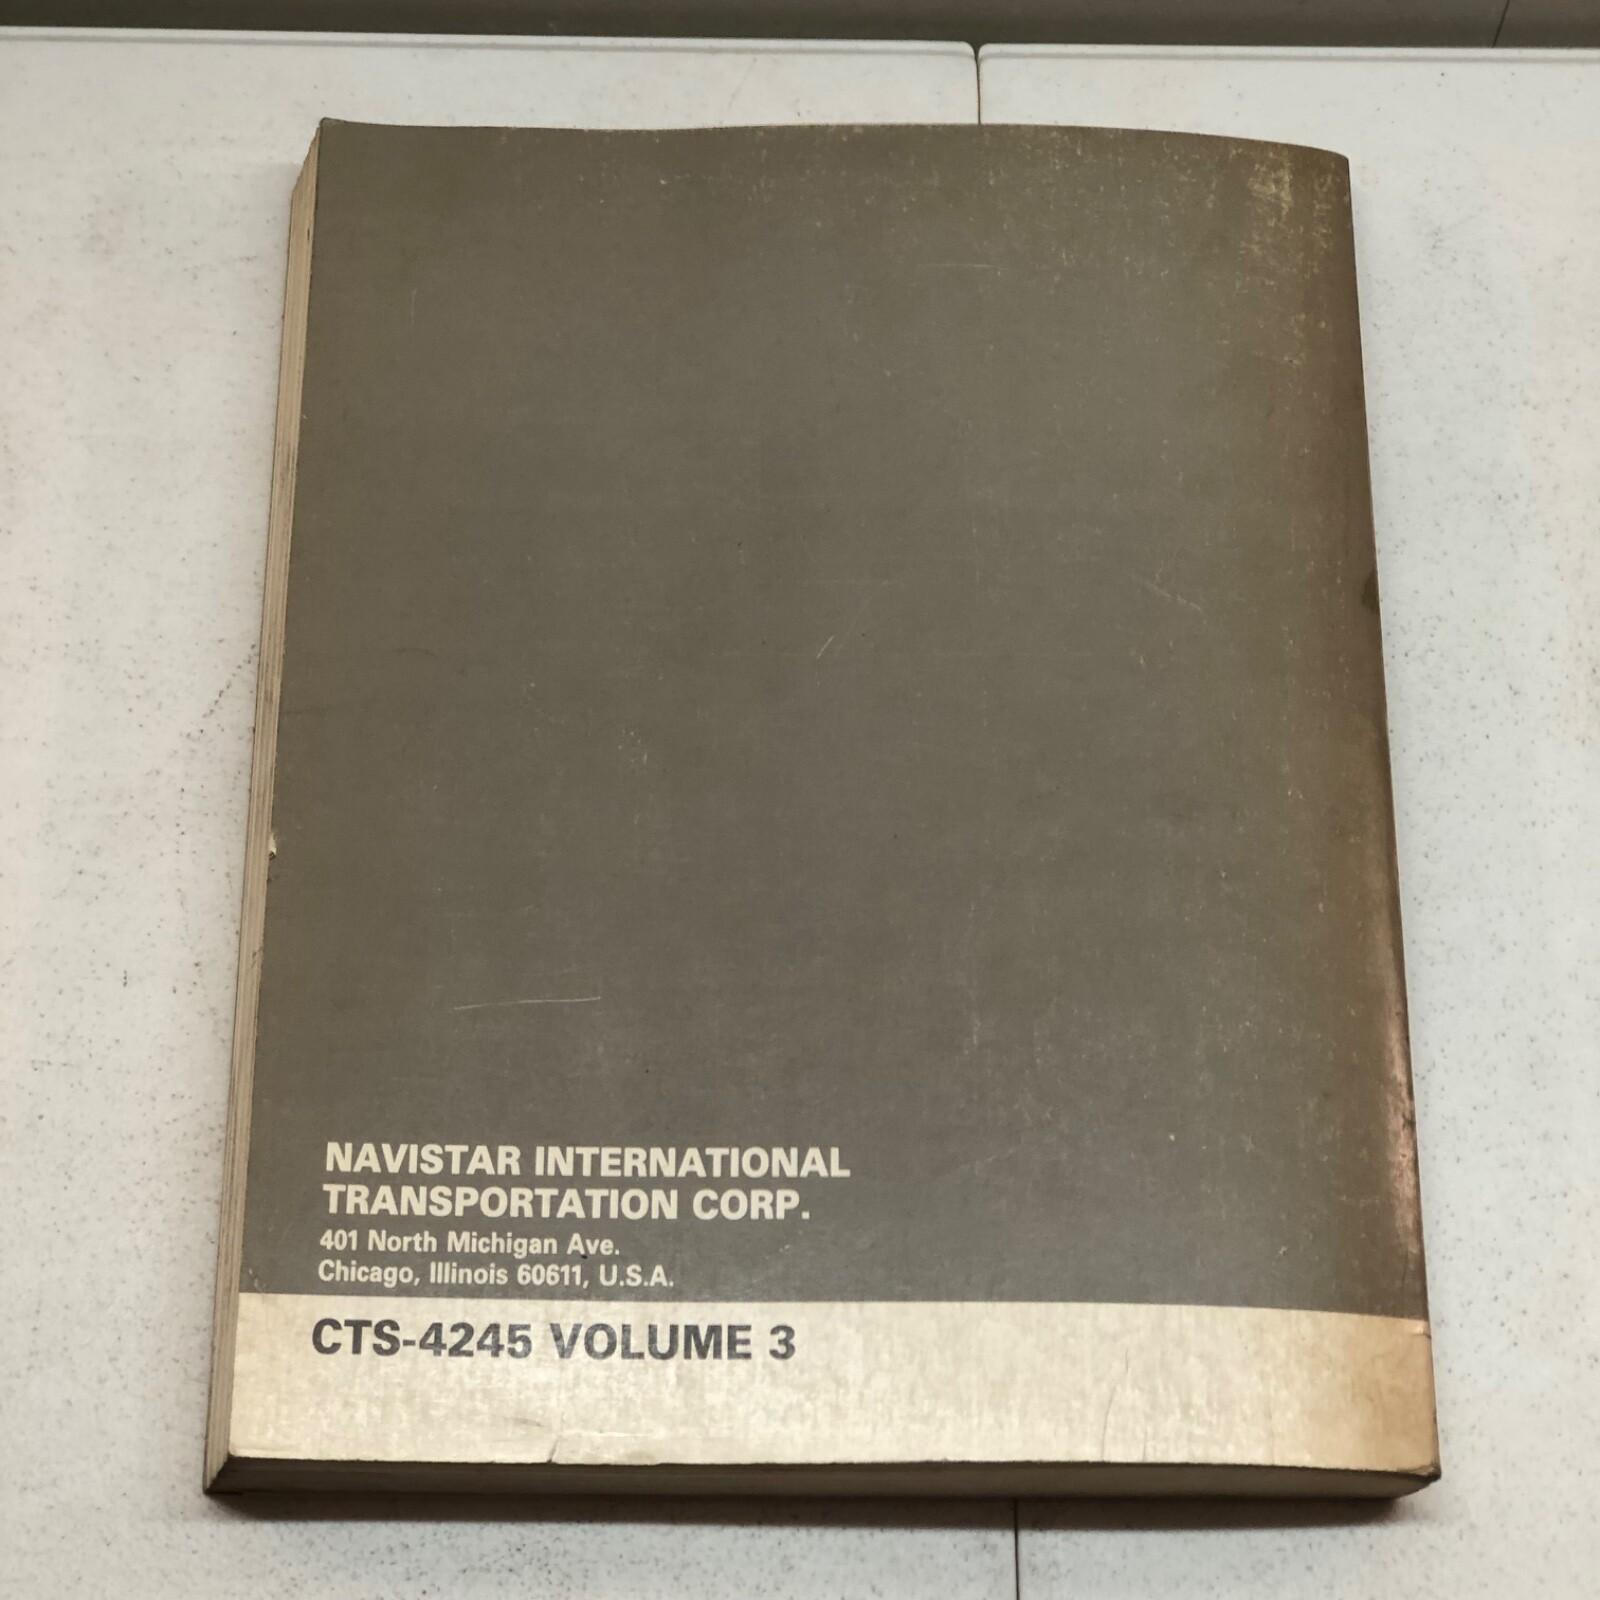 NAVISTAR INTERNATIONAL
TRANSPORTATION CORP.
401 North Michigan Ave.
Chicago, Illinois 60611, U.S.A.
CTS-4245 VOLUME 3